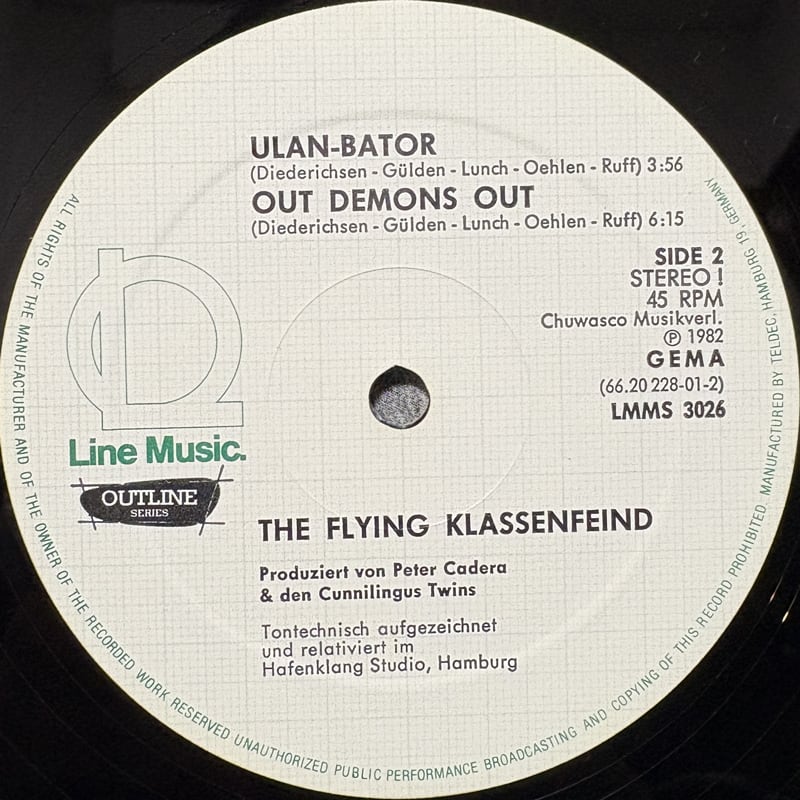 ULAN-BATOR
(Diederichsen - Gülden - Lunch - Oehlen - Ruff) 3:56
OUT DEMONS OUT
(Diederichsen - Gülden - Lunch - Oehlen - Ruff) 6:15
SIDE 2
STEREO!
45 RPM
Chuwasco Musikverl.
Ⓟ 1982
GEMA
(66.20 228-01-2)
LMMS 3026
Line Music.
OUTLINE
SERIES
THE FLYING KLASSENFEIND
Produziert von Peter Cadera
& den Cunnilingus Twins
Tontechnisch aufgezeichnet
und relativiert im
Hafenklang Studio, Hamburg
ALL RIGHTS OF THE MANUFACTURER AND OF THE OWNER OF THE RECORDED WORK RESERVED UNAUTHORIZED PUBLIC PERFORMANCE BROADCASTING AND COPYING OF THIS RECORD PROHIBITED. MANUFACTURED BY TELDEC, HAMBURG 19, GERMANY